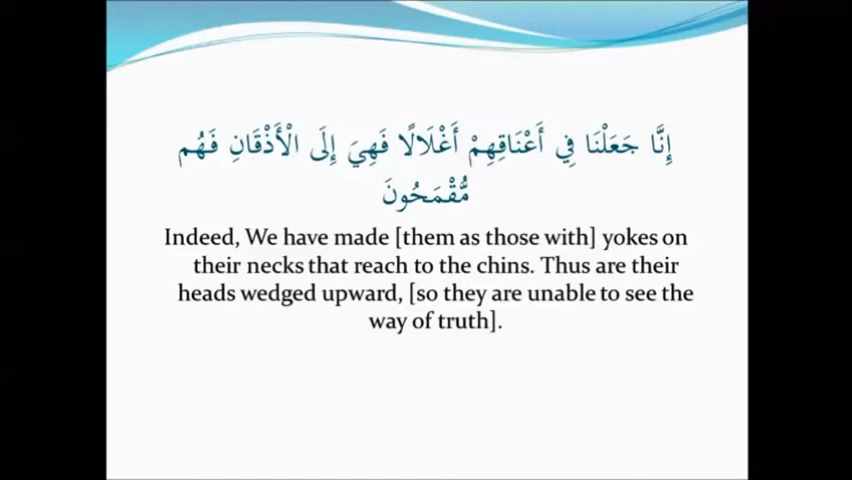 إِنَّا جَعَلْنَا فِي أَعْنَاقِهِمْ أَغْلَالًا فَهِيَ إِلَى الْأَذْقَانِ فَهُم
مُّقْمَحُونَ
Indeed, We have made [them as those with] yokes on
their necks that reach to the chins. Thus are their
heads wedged upward, [so they are unable to see the
way of truth].